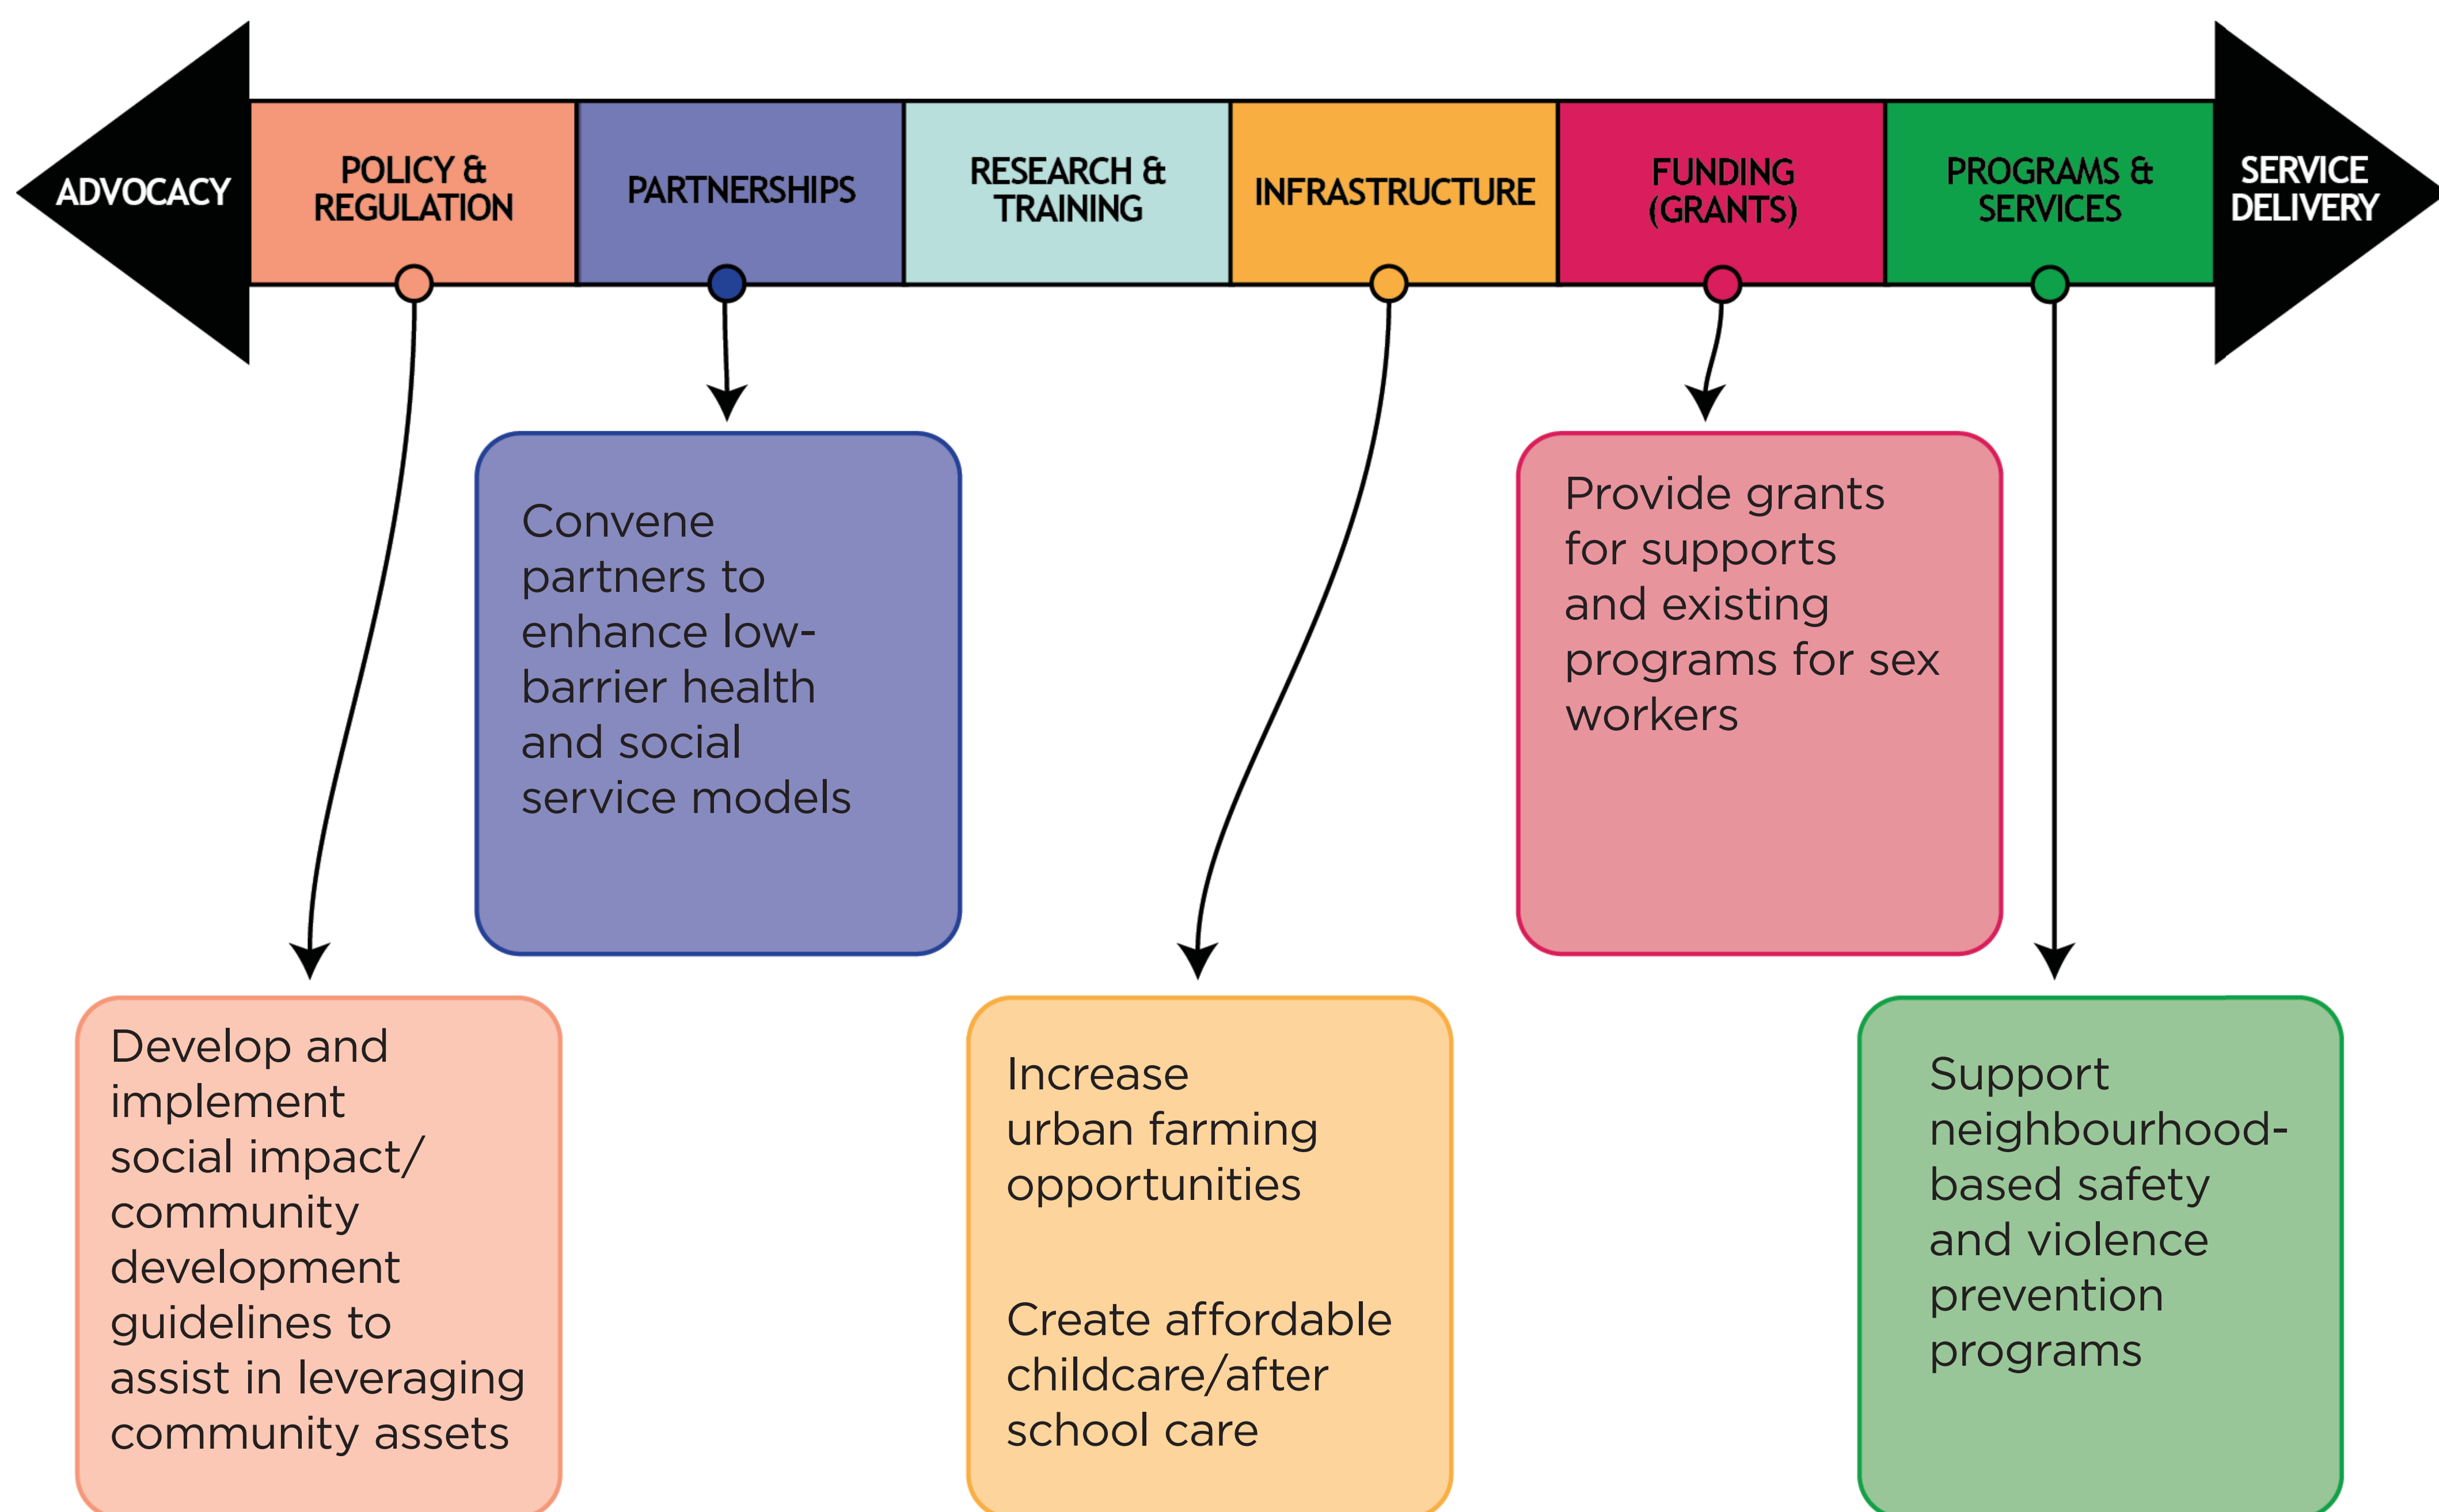 ADVOCACY
POLICY &
REGULATION
PARTNERSHIPS
RESEARCH &
TRAINING
INFRASTRUCTURE
FUNDING
(GRANTS)
PROGRAMS &
SERVICES
SERVICE
DELIVERY
Convene
partners to
enhance low-
barrier health
and social
service models
Provide grants
for supports
and existing
programs for sex
workers
Develop and
implement
social impact/
community
development
guidelines to
assist in leveraging
community assets
Increase
urban farming
opportunities
Create affordable
childcare/after
school care
Support
neighbourhood-
based safety
and violence
prevention
programs